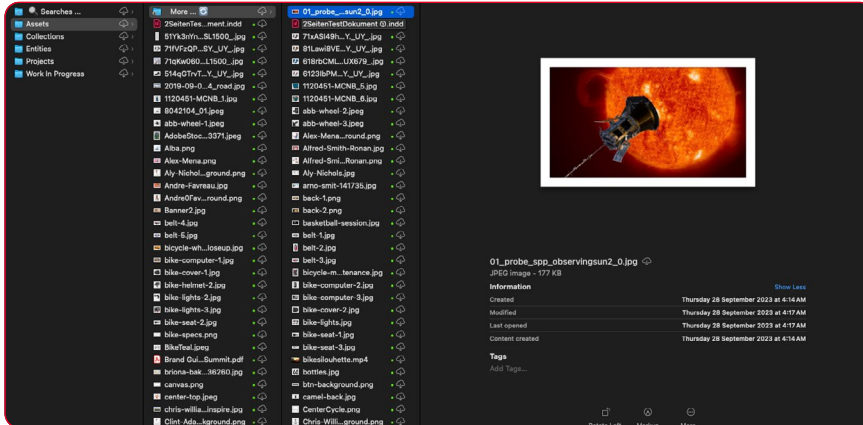 Searches ...
Assets
Collections
Entities
Projects
Work In Progress
More ...
2SeitenTes...ment.indd
51Yk3nYn...SL1500_.jpg
71fVFzQP...SY._UY_.jpg
71qKw060...L1500_.jpg
514qGTrvT...Y._UY_.jpg
2019-09-0...4_road.jpg
1120451-MCNB_1.jpg
8042104_01.jpeg
abb-wheel-1.jpeg
AdobeStoc...3371.jpeg
Alba.png
Alex-Mena.png
Aly-Nichol...ground.png
Andre-Favreau.jpg
Andre0Fav...round.png
Banner2.jpg
belt-4.jpg
belt-5.jpg
bicycle-wh...loseup.jpg
bike-computer-1.jpg
bike-cover-1.jpg
bike-helmet-2.jpg
bike-lights-2.jpg
bike-lights-3.jpg
bike-seat-2.jpg
bike-specs.png
BikeTeal.jpeg
Brand Gui...Summit.pdf
briona-bak...36260.jpg
canvas.png
center-top.jpeg
chris-willia...inspire.jpg
Clint-Ada...kground.png
01_probe_...sun2_0.jpg
2SeitenTestDokument.indd
71xASI49h...Y._UY_.jpg
81Lawi8VE...Y._UY_.jpg
618rbCML...UX679_.jpg
6123IbPM...Y._UY_.jpg
1120451-MCNB_5.jpg
1120451-MCNB_6.jpg
abb-wheel-2.jpeg
abb-wheel-3.jpeg
Alex-Mena...round.png
Alfred-Smith-Ronan.jpg
Alfred-Smi...Ronan.png
Aly-Nichols.jpg
arno-smit-141735.jpg
back-1.png
back-2.png
basketball-session.jpg
belt-1.jpg
belt-2.jpg
belt-3.jpg
bicycle-m...tenance.jpg
bike-computer-2.jpg
bike-computer-3.jpg
bike-cover-2.jpg
bike-lights.jpg
bike-seat-1.jpg
bike-seat-3.jpg
bikesilouhette.mp4
bottles.jpg
btn-background.png
camel-back.jpg
CenterCycle.png
Chris-Willi...ground.png
01_probe_spp_observingsun2_0.jpg
JPEG image - 177 KB
Information Show Less
Created Thursday 28 September 2023 at 4:14 AM
Modified Thursday 28 September 2023 at 4:17 AM
Last opened Thursday 28 September 2023 at 4:17 AM
Content created Thursday 28 September 2023 at 4:14 AM
Tags
Add Tags...
Rotate Left Markup More...